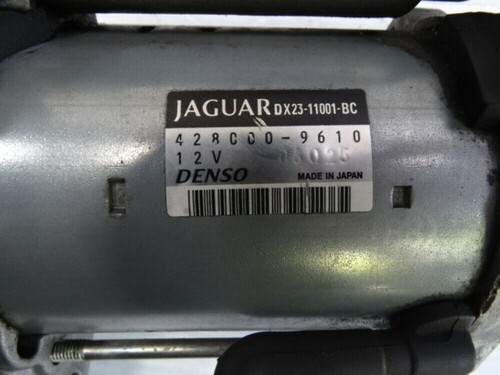 JAGUAR DX23-11001-BC
428000-9610
12V
DENSO MADE IN JAPAN